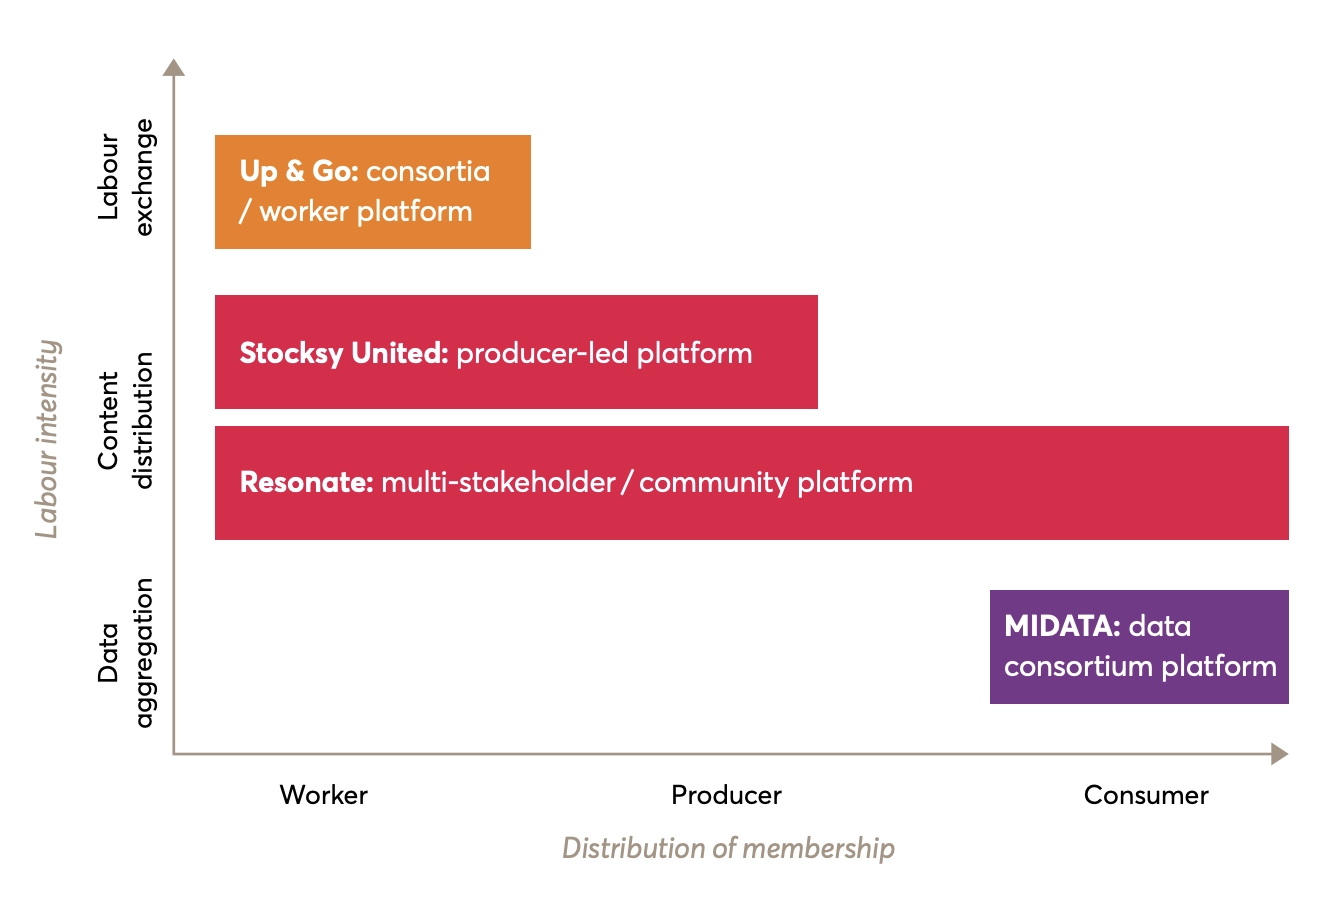 Labour intensity
Labour
exchange
Content
distribution
Data
aggregation
Up & Go: consortia
/ worker platform
Stocksy United: producer-led platform
Resonate: multi-stakeholder / community platform
MIDATA: data
consortium platform
Worker
Producer
Consumer
Distribution of membership